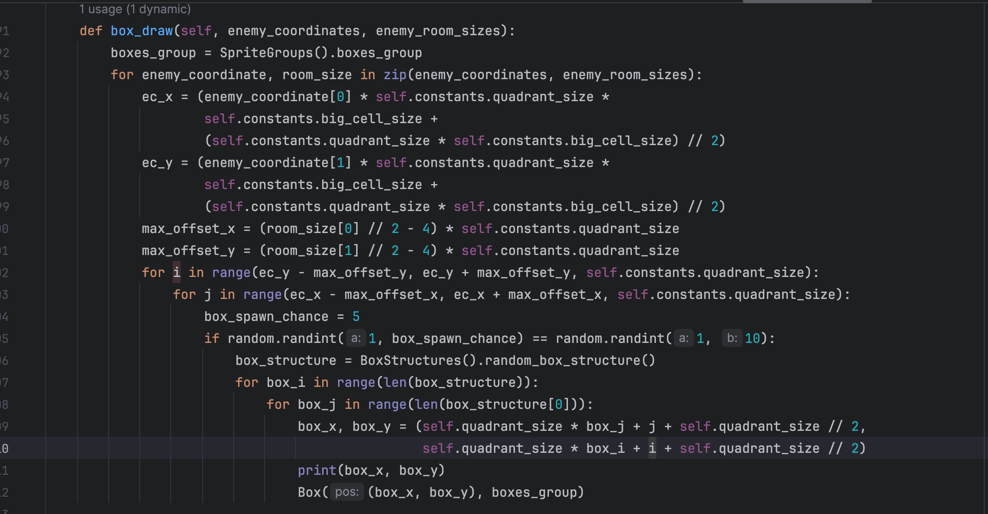 1 usage (1 dynamic)
91 def box_draw(self, enemy_coordinates, enemy_room_sizes):
92 boxes_group = SpriteGroups().boxes_group
93 for enemy_coordinate, room_size in zip(enemy_coordinates, enemy_room_sizes):
94 ec_x = (enemy_coordinate[0] * self.constants.quadrant_size *
95 self.constants.big_cell_size +
96 (self.constants.quadrant_size * self.constants.big_cell_size) // 2)
97 ec_y = (enemy_coordinate[1] * self.constants.quadrant_size *
98 self.constants.big_cell_size +
99 (self.constants.quadrant_size * self.constants.big_cell_size) // 2)
00 max_offset_x = (room_size[0] // 2 - 4) * self.constants.quadrant_size
01 max_offset_y = (room_size[1] // 2 - 4) * self.constants.quadrant_size
02 for i in range(ec_y - max_offset_y, ec_y + max_offset_y, self.constants.quadrant_size):
03 for j in range(ec_x - max_offset_x, ec_x + max_offset_x, self.constants.quadrant_size):
04 box_spawn_chance = 5
05 if random.randint( a: 1, box_spawn_chance) == random.randint( a: 1, b: 10):
06 box_structure = BoxStructures().random_box_structure()
07 for box_i in range(len(box_structure)):
08 for box_j in range(len(box_structure[0])):
09 box_x, box_y = (self.quadrant_size * box_j + j + self.quadrant_size // 2,
10 self.quadrant_size * box_i + i + self.quadrant_size // 2)
11 print(box_x, box_y)
12 Box( pos: (box_x, box_y), boxes_group)